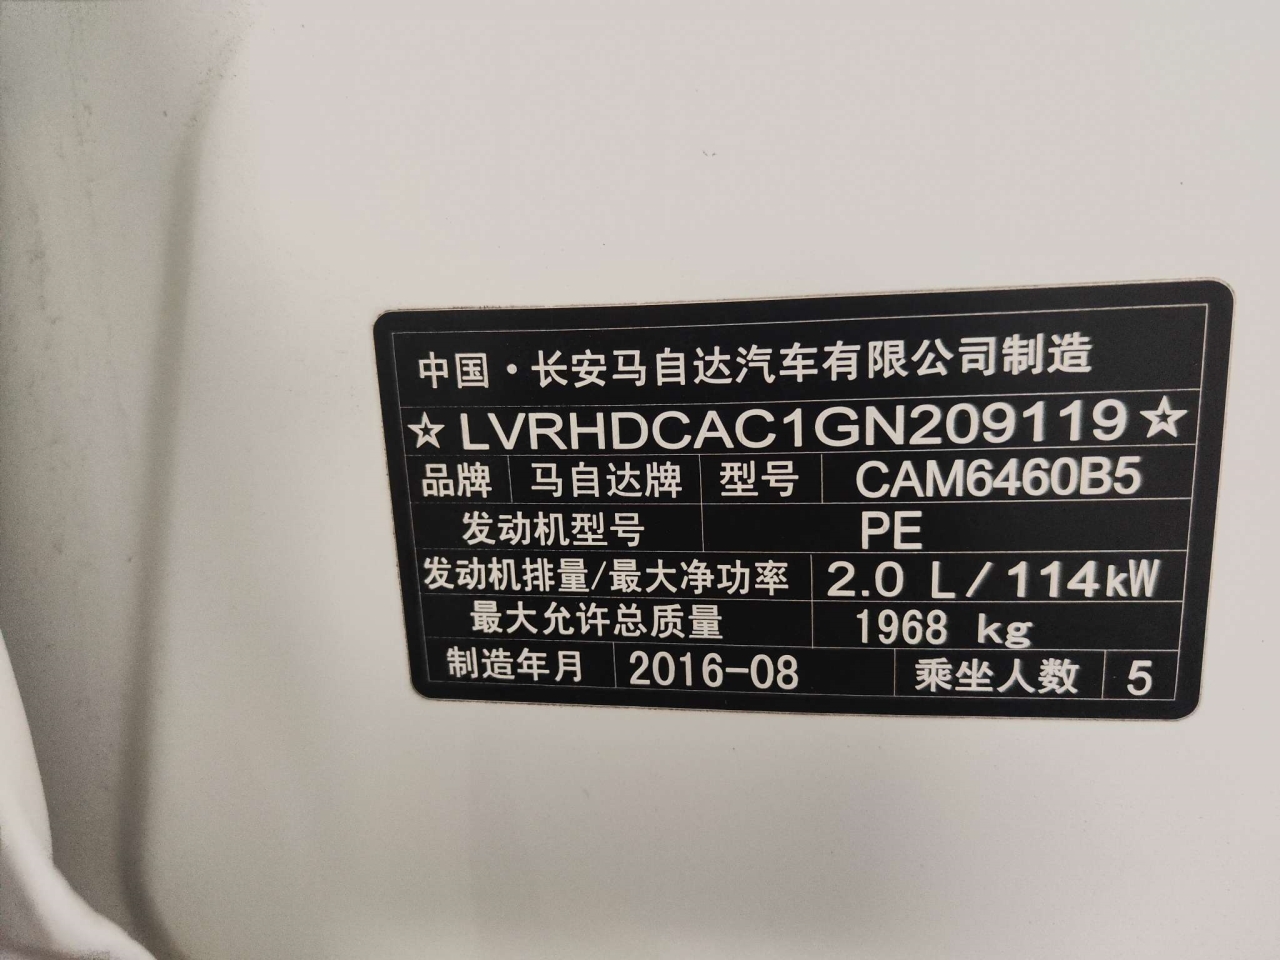 中国·长安马自达汽车有限公司制造
☆LVRHDCAC1GN209119☆
品牌 马自达牌 型号 CAM6460B5
发动机型号 PE
发动机排量/最大净功率 2.0 L/114kW
最大允许总质量 1968 kg
制造年月 2016-08 乘坐人数 5